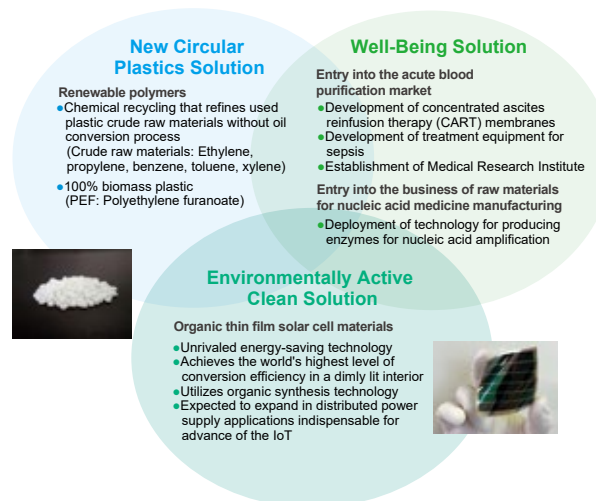 New Circular
Plastics Solution
Renewable polymers
●Chemical recycling that refines used
plastic crude raw materials without oil
conversion process
(Crude raw materials: Ethylene,
propylene, benzene, toluene, xylene)
●100% biomass plastic
(PEF: Polyethylene furanoate)
Well-Being Solution
Entry into the acute blood
purification market
●Development of concentrated ascites
reinfusion therapy (CART) membranes
●Development of treatment equipment for
sepsis
●Establishment of Medical Research Institute
Entry into the business of raw materials
for nucleic acid medicine manufacturing
●Deployment of technology for producing
enzymes for nucleic acid amplification
Environmentally Active
Clean Solution
Organic thin film solar cell materials
●Unrivaled energy-saving technology
●Achieves the world's highest level of
conversion efficiency in a dimly lit interior
●Utilizes organic synthesis technology
●Expected to expand in distributed power
supply applications indispensable for
advance of the IoT